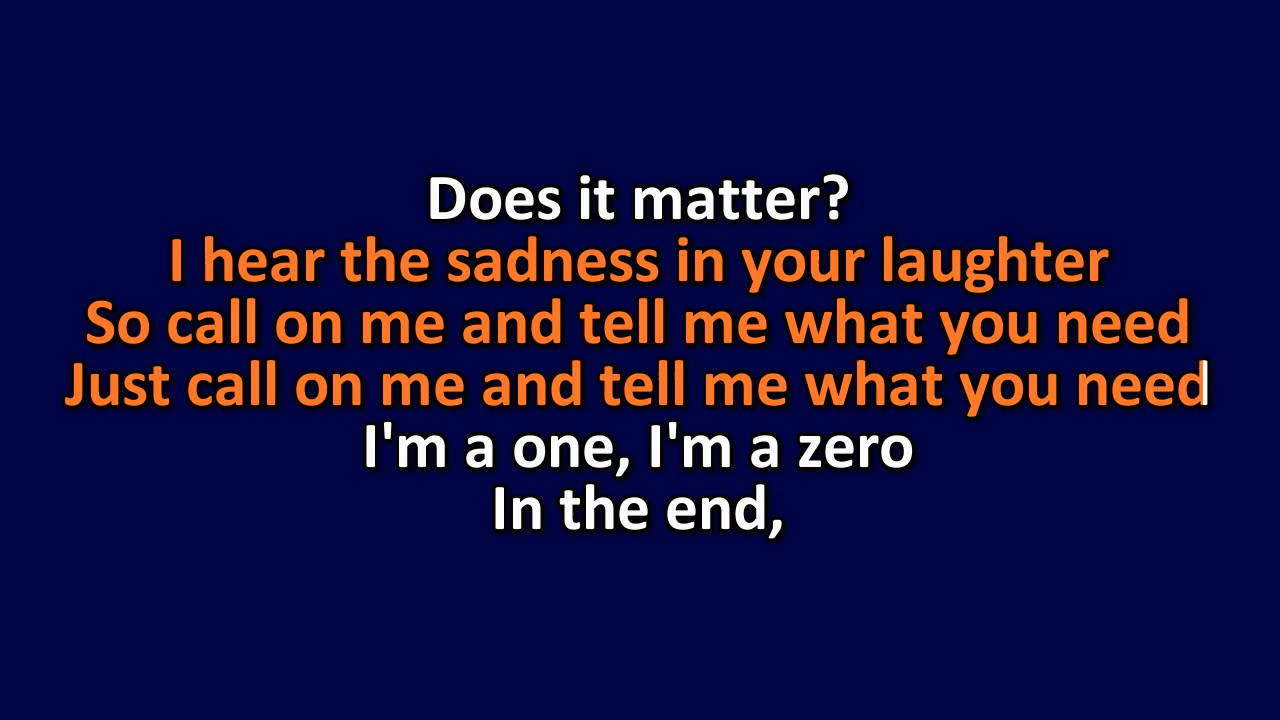 Does it matter?
I hear the sadness in your laughter
So call on me and tell me what you need
Just call on me and tell me what you need
I'm a one, I'm a zero
In the end,